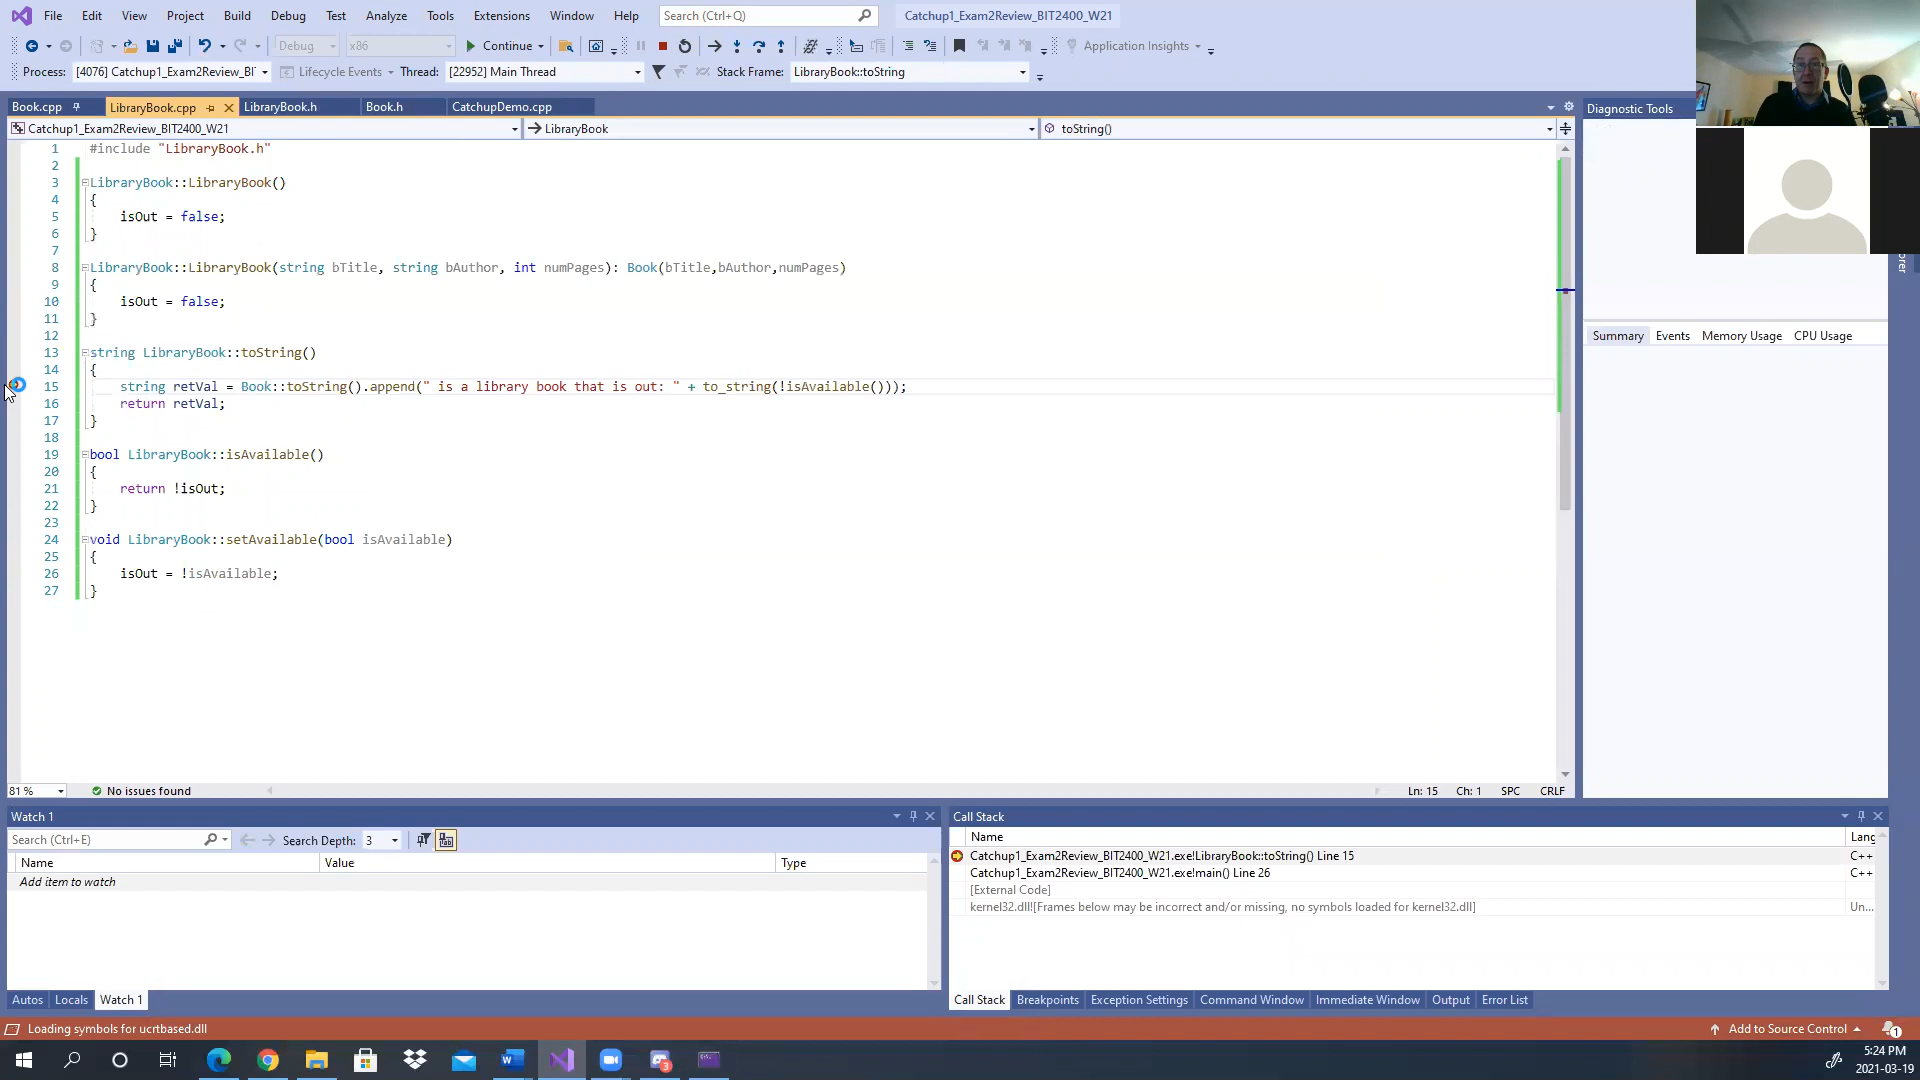 File Edit View Project Build Debug Test Analyze Tools Extensions Window Help Search (Ctrl+Q) Catchup1_Exam2Review_BIT2400_W21
Debug x86 Continue Application Insights
Process: [4076] Catchup1_Exam2Review_BI Lifecycle Events Thread: [22952] Main Thread Stack Frame: LibraryBook::toString
Book.cpp LibraryBook.cpp LibraryBook.h Book.h CatchupDemo.cpp Diagnostic Tools
Catchup1_Exam2Review_BIT2400_W21 LibraryBook toString()
1 #include "LibraryBook.h"
2
3 LibraryBook::LibraryBook()
4 {
5 isOut = false;
6 }
7
8 LibraryBook::LibraryBook(string bTitle, string bAuthor, int numPages): Book(bTitle,bAuthor,numPages)
9 {
10 isOut = false;
11 }
12
13 string LibraryBook::toString()
14 {
15 string retVal = Book::toString().append(" is a library book that is out: " + to_string(!isAvailable()));
16 return retVal;
17 }
18
19 bool LibraryBook::isAvailable()
20 {
21 return !isOut;
22 }
23
24 void LibraryBook::setAvailable(bool isAvailable)
25 {
26 isOut = !isAvailable;
27 }
Summary Events Memory Usage CPU Usage
81 % No issues found Ln: 15 Ch: 1 SPC CRLF
Watch 1
Search (Ctrl+E) Search Depth: 3
Name Value Type
Add item to watch
Autos Locals Watch 1
Call Stack
Name Lang
Catchup1_Exam2Review_BIT2400_W21.exe!LibraryBook::toString() Line 15 C++
Catchup1_Exam2Review_BIT2400_W21.exe!main() Line 26 C++
[External Code]
kernel32.dll![Frames below may be incorrect and/or missing, no symbols loaded for kernel32.dll] Un...
Call Stack Breakpoints Exception Settings Command Window Immediate Window Output Error List
Loading symbols for ucrtbased.dll Add to Source Control 1
3
5:24 PM
2021-03-19